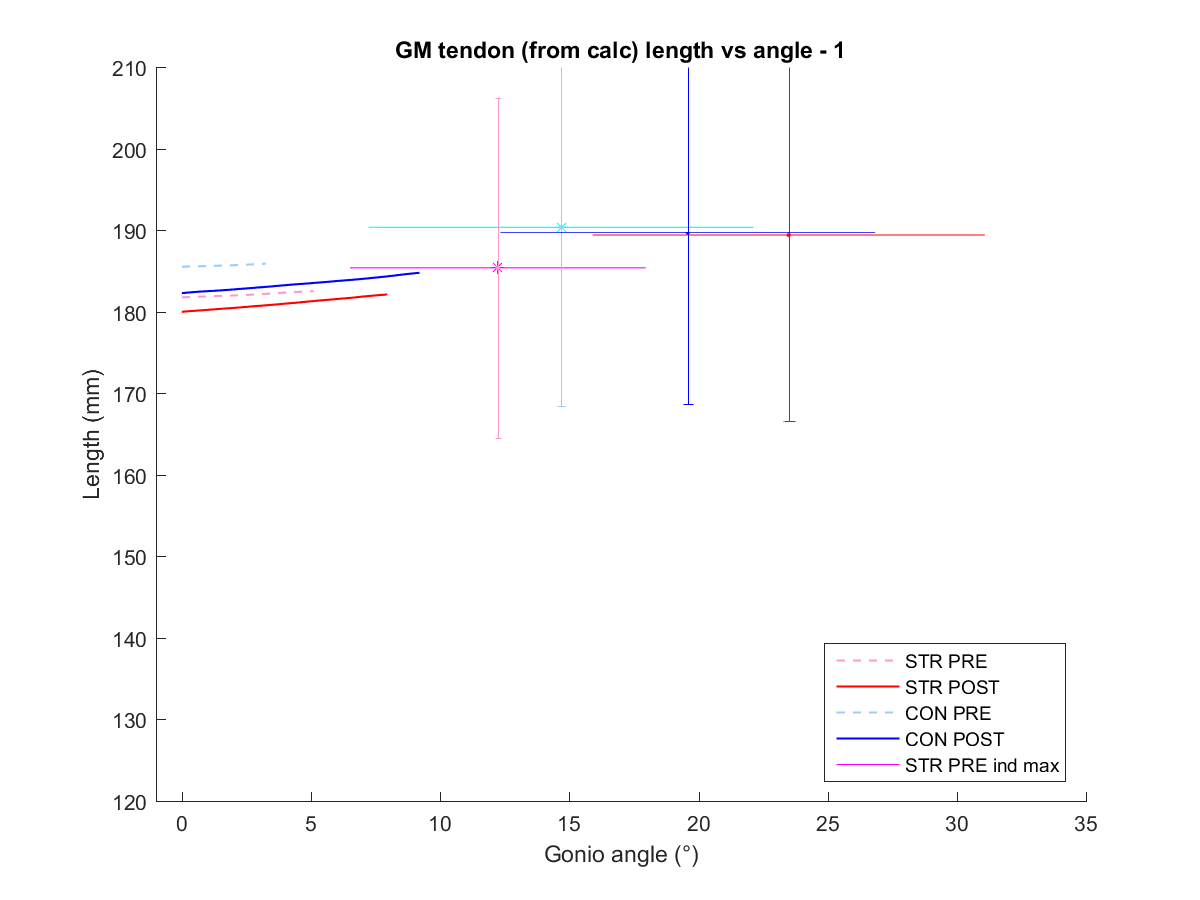 GM tendon (from calc) length vs angle - 1
210
200
190
180
170
160
150
140
130
120
Length (mm)
0 5 10 15 20 25 30 35
Gonio angle (°)
STR PRE
STR POST
CON PRE
CON POST
STR PRE ind max